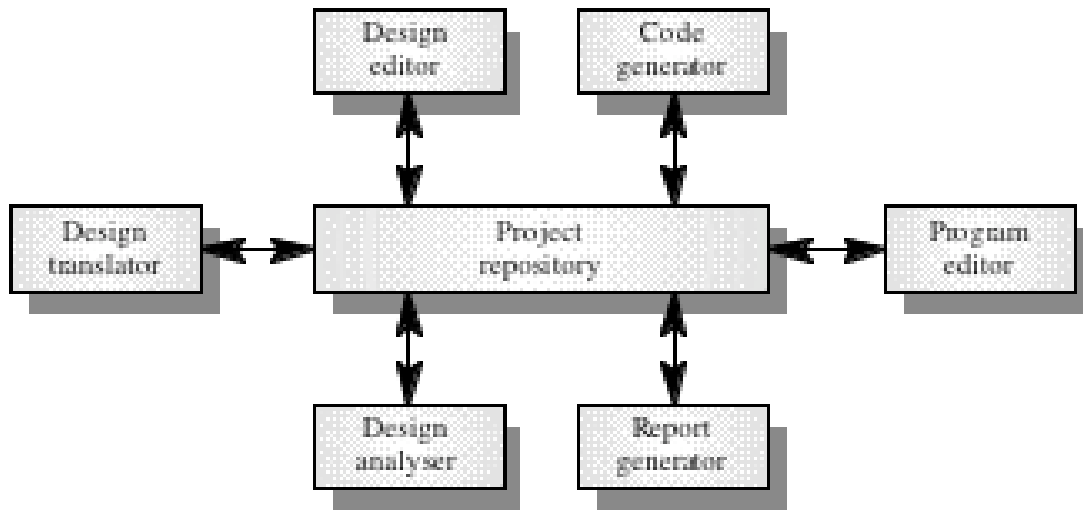 Design
editor
Code
generator
Design
translator
Project
repository
Program
editor
Design
analyser
Report
generator